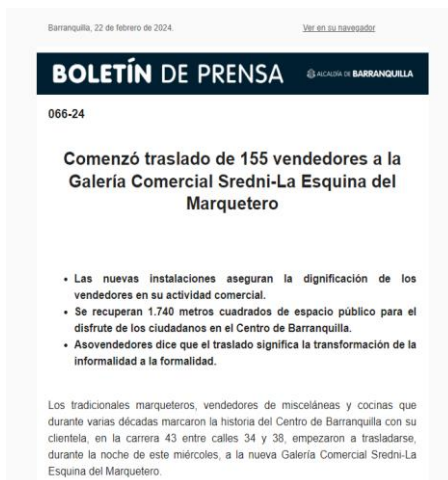 Barranquilla, 22 de febrero de 2024.
Ver en su navegador
BOLETÍN DE PRENSA
ALCALDÍA DE BARRANQUILLA
066-24
Comenzó traslado de 155 vendedores a la
Galería Comercial Sredni-La Esquina del
Marquetero
• Las nuevas instalaciones aseguran la dignificación de los
vendedores en su actividad comercial.
• Se recuperan 1.740 metros cuadrados de espacio público para el
disfrute de los ciudadanos en el Centro de Barranquilla.
• Asovendedores dice que el traslado significa la transformación de la
informalidad a la formalidad.
Los tradicionales marqueteros, vendedores de misceláneas y cocinas que
durante varias décadas marcaron la historia del Centro de Barranquilla con su
clientela, en la carrera 43 entre calles 34 y 38, empezaron a trasladarse,
durante la noche de este miércoles, a la nueva Galería Comercial Sredni-La
Esquina del Marquetero.